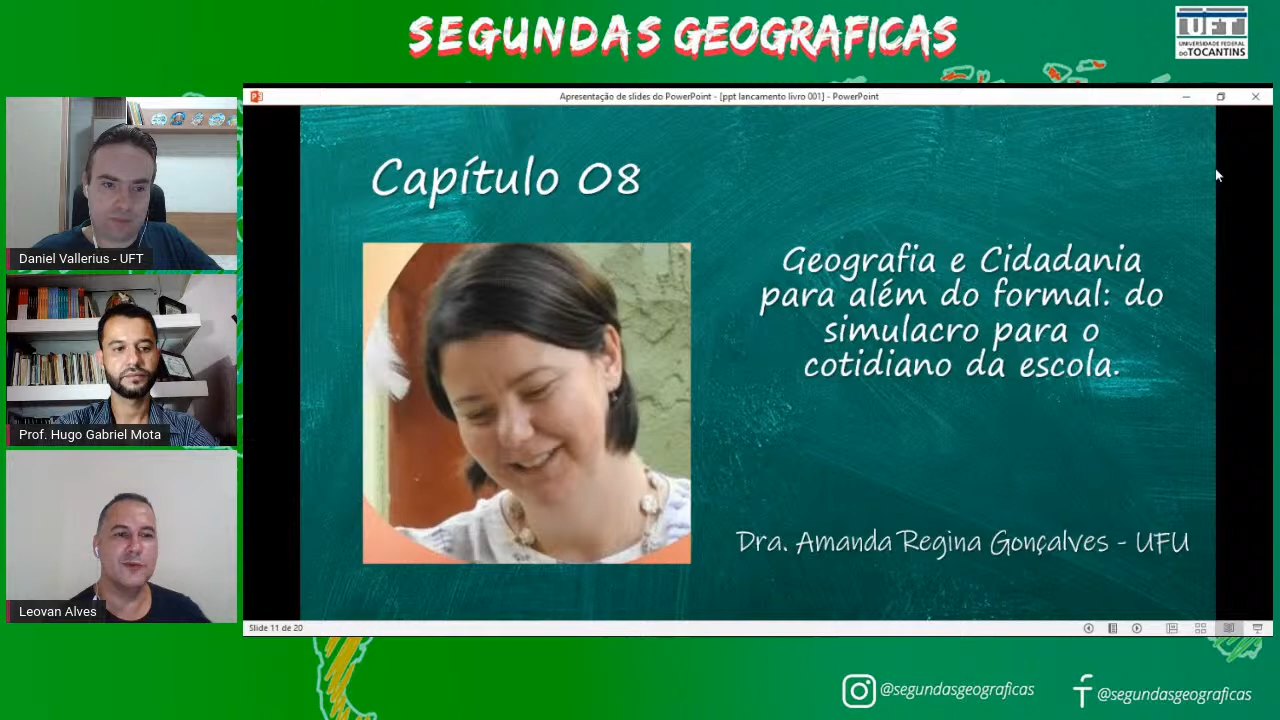 SEGUNDAS GEOGRAFICAS
UFT
UNIVERSIDADE FEDERAL
DO TOCANTINS
Apresentação de slides do PowerPoint - [ppt lancamento livro 001] - PowerPoint
Capítulo 08
Geografia e Cidadania
para além do formal: do
simulacro para o
cotidiano da escola.
Dra. Amanda Regina Gonçalves - UFU
Daniel Vallerius - UFT
Prof. Hugo Gabriel Mota
Leovan Alves
Slide 11 de 20
@segundasgeograficas
@segundasgeograficas